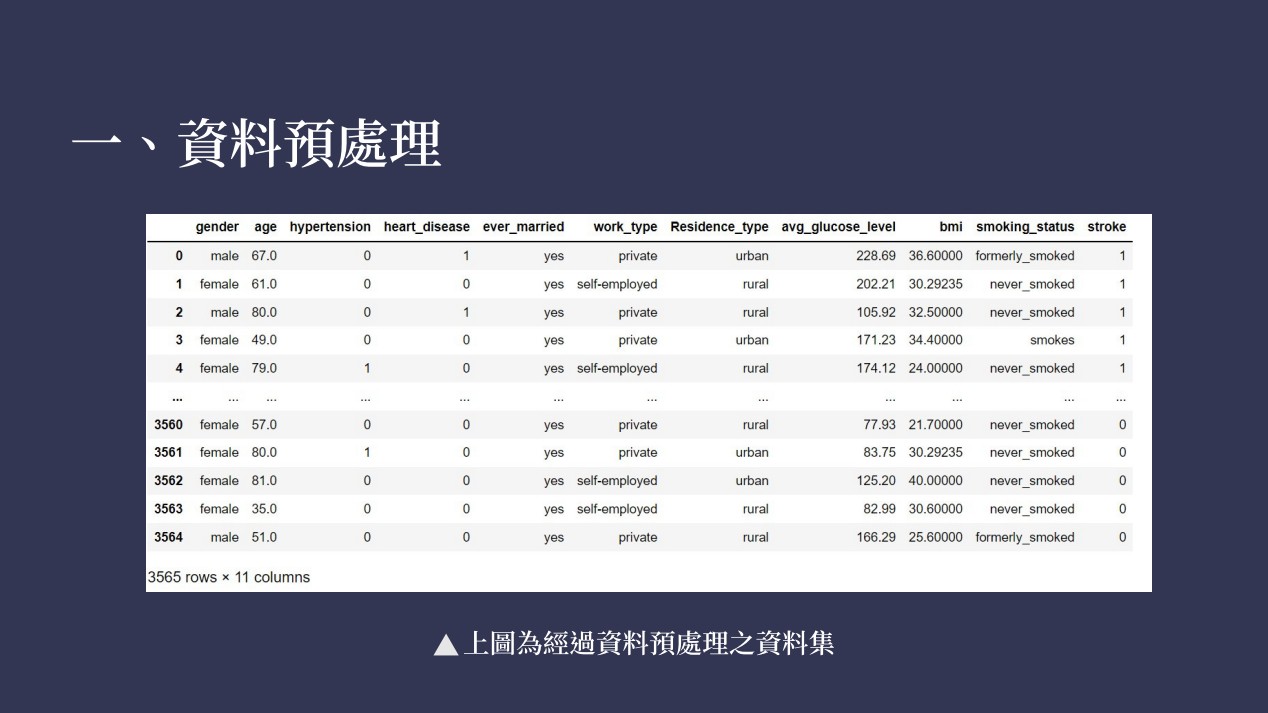 一、資料預處理
gender age hypertension heart_disease ever_married work_type Residence_type avg_glucose_level bmi smoking_status stroke
0 male 67.0 0 1 yes private urban 228.69 36.60000 formerly_smoked 1
1 female 61.0 0 0 yes self-employed rural 202.21 30.29235 never_smoked 1
2 male 80.0 0 1 yes private rural 105.92 32.50000 never_smoked 1
3 female 49.0 0 0 yes private urban 171.23 34.40000 smokes 1
4 female 79.0 1 0 yes self-employed rural 174.12 24.00000 never_smoked 1
... ... ... ... ... ... ... ... ... ... ... ...
3560 female 57.0 0 0 yes private rural 77.93 21.70000 never_smoked 0
3561 female 80.0 1 0 yes private urban 83.75 30.29235 never_smoked 0
3562 female 81.0 0 0 yes self-employed urban 125.20 40.00000 never_smoked 0
3563 female 35.0 0 0 yes self-employed rural 82.99 30.60000 never_smoked 0
3564 male 51.0 0 0 yes private rural 166.29 25.60000 formerly_smoked 0
3565 rows × 11 columns
▲上圖為經過資料預處理之資料集